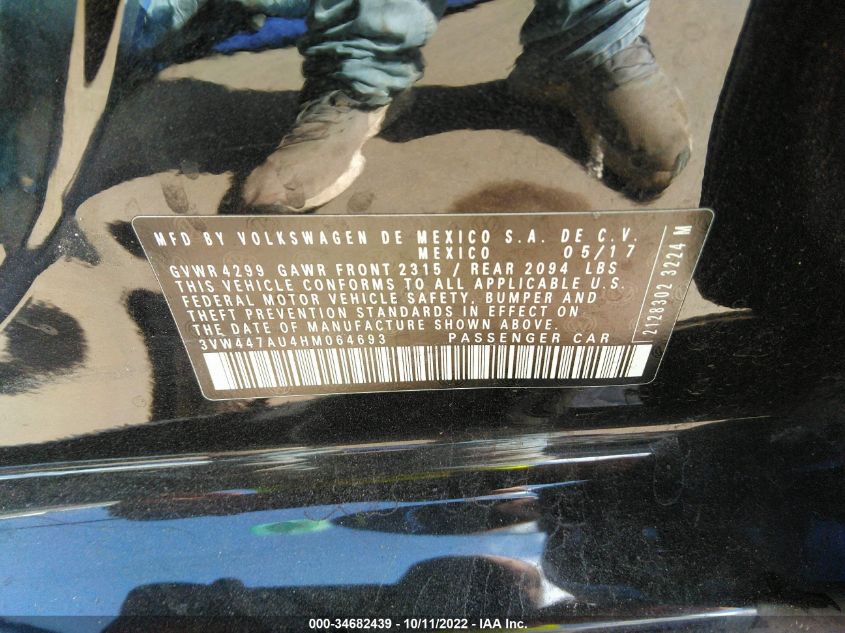 MFD BY VOLKSWAGEN DE MEXICO S.A. DE C.V.
MEXICO 05/17
GVWR 4299 GAWR FRONT 2315 / REAR 2094 LBS
THIS VEHICLE CONFORMS TO ALL APPLICABLE U.S.
FEDERAL MOTOR VEHICLE SAFETY, BUMPER AND
THEFT PREVENTION STANDARDS IN EFFECT ON
THE DATE OF MANUFACTURE SHOWN ABOVE.
3VW447AU4HM064693 PASSENGER CAR
2128302 3224 M
000-34682439 - 10/11/2022 - IAA Inc.